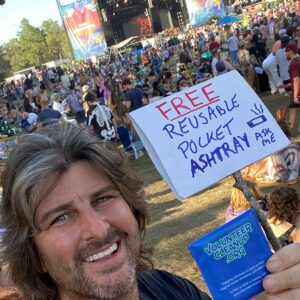 FREE
REUSABLE
POCKET
ASHTRAY
ASK
ME
VOLUNTEER
CLEANUP
.ORG